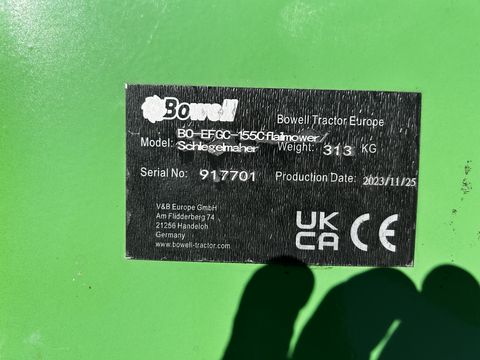 Bowell
Bowell Tractor Europe
Model: BO-EFGC-155C flailmower/
Schlegelmaher Weight: 313 KG
Serial No: 917701 Production Date: 2023/11/25
V&B Europe GmbH
Am Flidderberg 74
21256 Handeloh
Germany
www.bowell-tractor.com
UK
CA CE